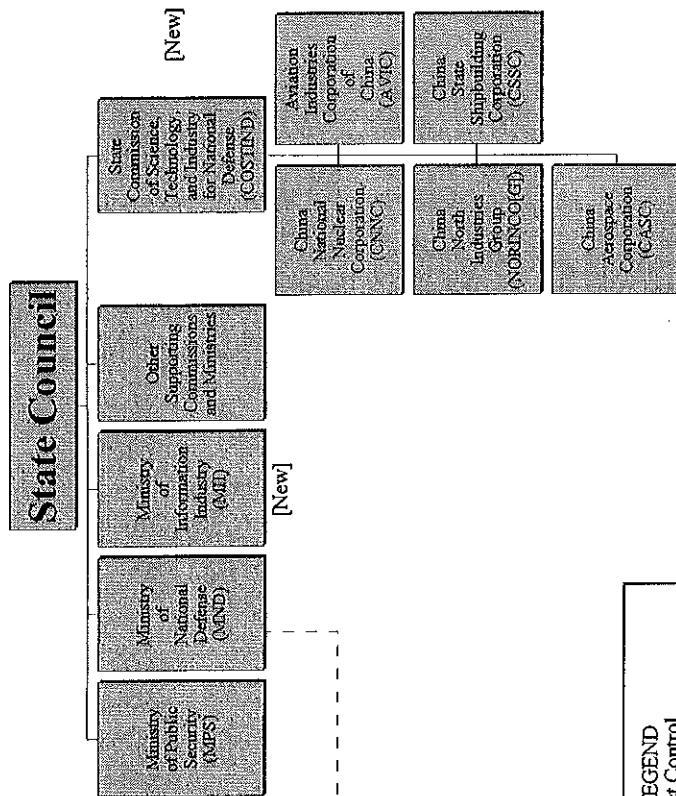 State Council
Ministry
of Public
Security
(MPS)
Ministry
of
National
Defense
(MND)
Ministry
of
Information
Industry
(MII)
[New]
Other
Supporting
Commissions
and Ministries
State
Commission
of Science,
Technology,
and Industry
for National
Defense
(COSTIND)
[New]
China
National
Nuclear
Corporation
(CNNC)
Aviation
Industries
Corporation
of
China
(AVIC)
China
North
Industries
Group
(NORINCO[G])
China
State
Shipbuilding
Corporation
(CSSC)
China
Aerospace
Corporation
(CASC)
EGEND
ct Control